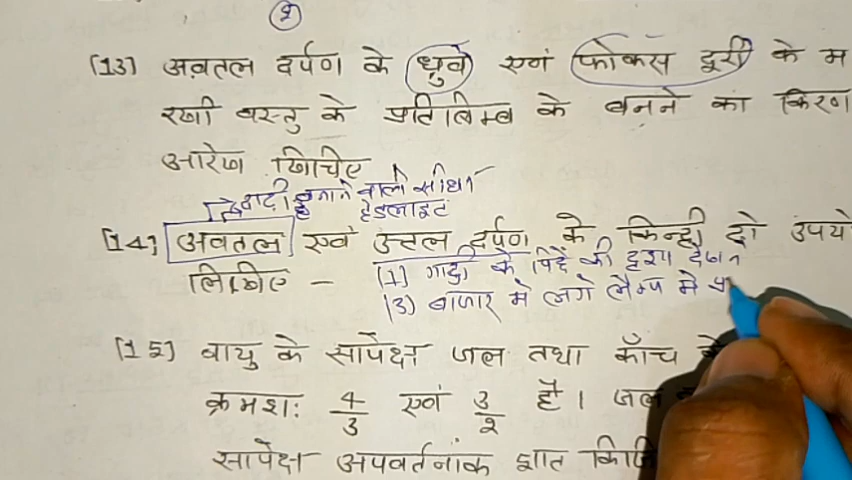 २
[13] अवतल दर्पण के ध्रुव एवं फोकस दूरी के म
रखी वस्तु के प्रतिबिम्ब के बनने का किरण
आरेख खिचिए
दाढ़ी बनाने वाली
हेडलाइट
[14] अवतल एवं उत्तल दर्पण के किन्ही दो उपयो
लिखिए –
(1) गाड़ी के पिछे की दृश्य देखन
(3) बाजार मे लगे लैम्प मे
[15] वायु के सापेक्ष जल तथा काँच के
क्रमशः 4/3 एवं 3/2 है। जल
सापेक्ष अपवर्तनांक ज्ञात किजि